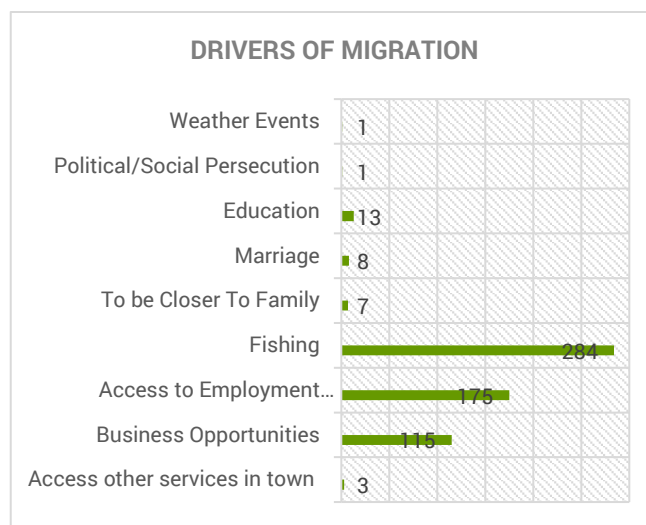 DRIVERS OF MIGRATION
Weather Events 1
Political/Social Persecution 1
Education 13
Marriage 8
To be Closer To Family 7
Fishing 284
Access to Employment... 175
Business Opportunities 115
Access other services in town 3